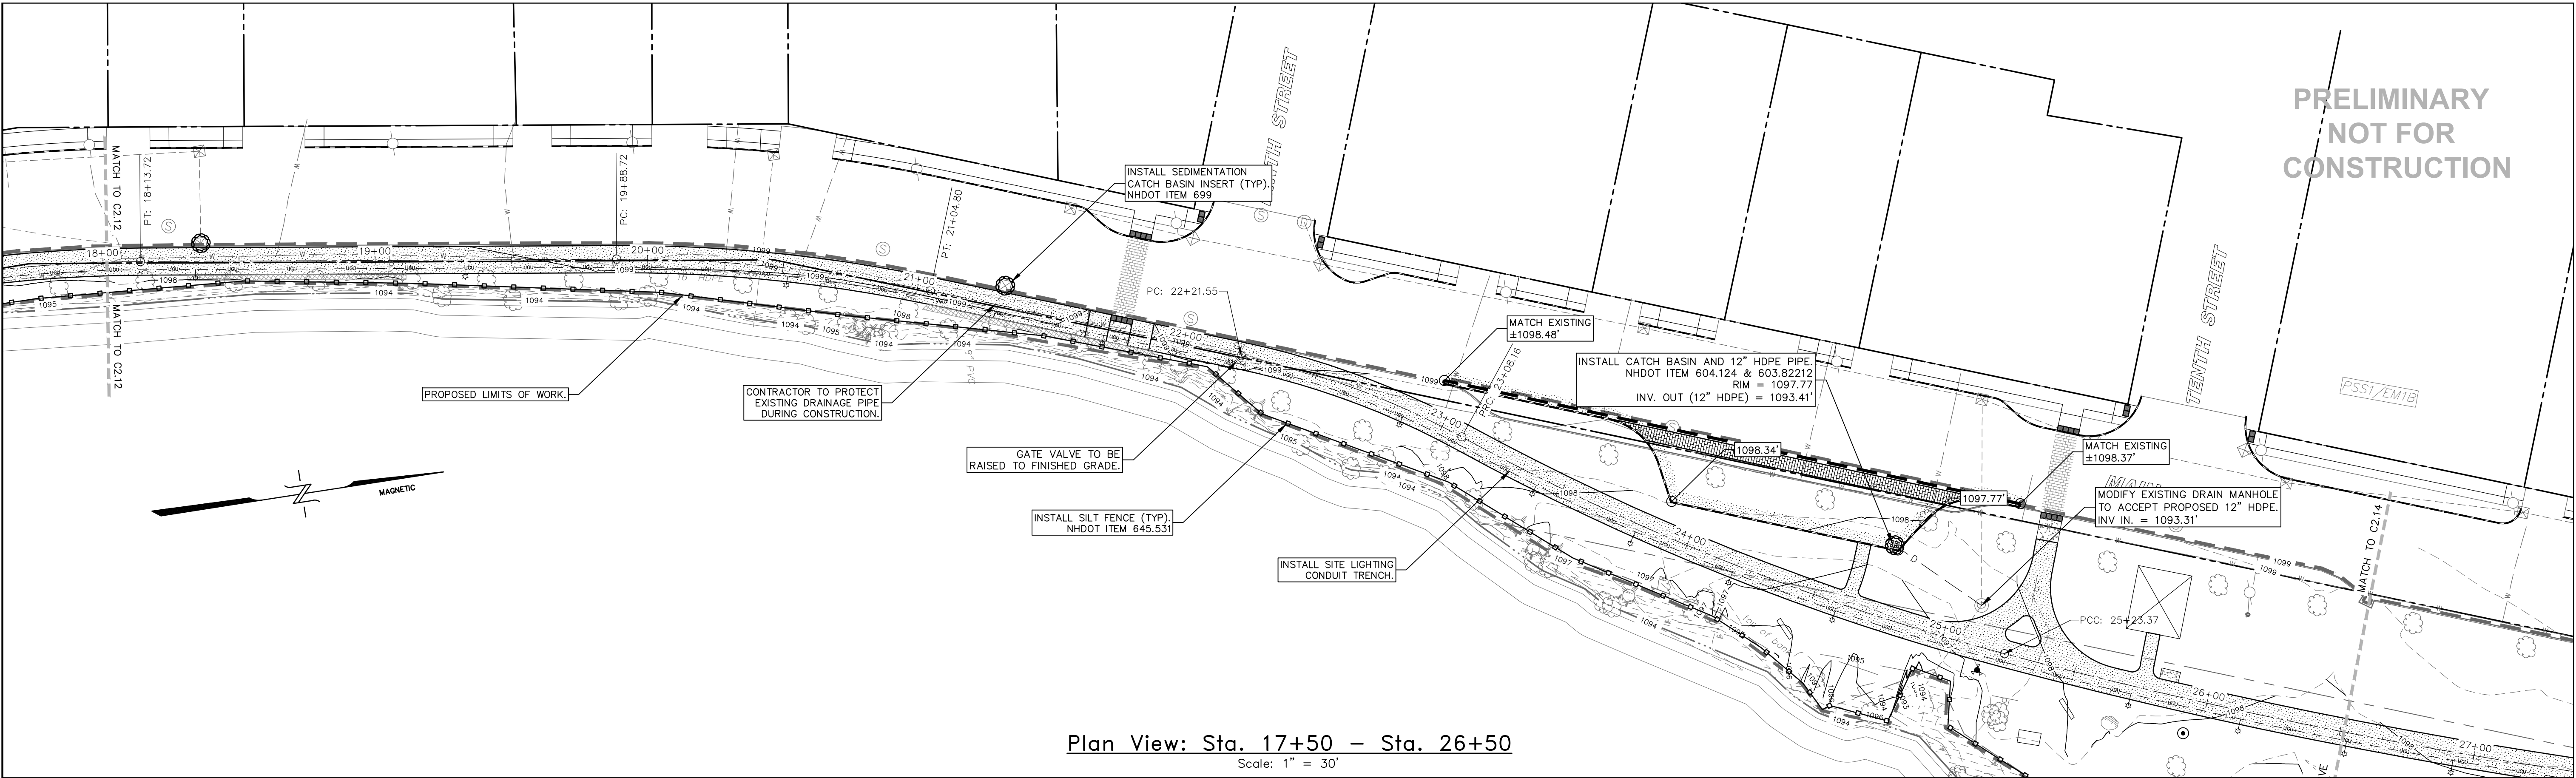 PRELIMINARY
NOT FOR
CONSTRUCTION
NINTH STREET
TENTH STREET
MAIN
PSS1/EM1B
MATCH TO C2.12
MATCH TO C2.12
PT: 18+13.72
PC: 19+88.72
PT: 21+04.80
PC: 22+21.55
PRC: 23+08.16
PCC: 25+23.37
MATCH TO C2.14
INSTALL SEDIMENTATION
CATCH BASIN INSERT (TYP).
NHDOT ITEM 699
MATCH EXISTING
±1098.48'
INSTALL CATCH BASIN AND 12" HDPE PIPE.
NHDOT ITEM 604.124 & 603.82212
RIM = 1097.77
INV. OUT (12" HDPE) = 1093.41'
1098.34'
1097.77'
MATCH EXISTING
±1098.37'
MODIFY EXISTING DRAIN MANHOLE
TO ACCEPT PROPOSED 12" HDPE.
INV IN. = 1093.31'
PROPOSED LIMITS OF WORK.
CONTRACTOR TO PROTECT
EXISTING DRAINAGE PIPE
DURING CONSTRUCTION.
GATE VALVE TO BE
RAISED TO FINISHED GRADE.
INSTALL SILT FENCE (TYP).
NHDOT ITEM 645.531
INSTALL SITE LIGHTING
CONDUIT TRENCH.
18+00
19+00
20+00
21+00
22+00
23+00
24+00
25+00
26+00
27+00
8" PVC
top of bank
MAGNETIC
Plan View: Sta. 17+50 - Sta. 26+50
Scale: 1" = 30'